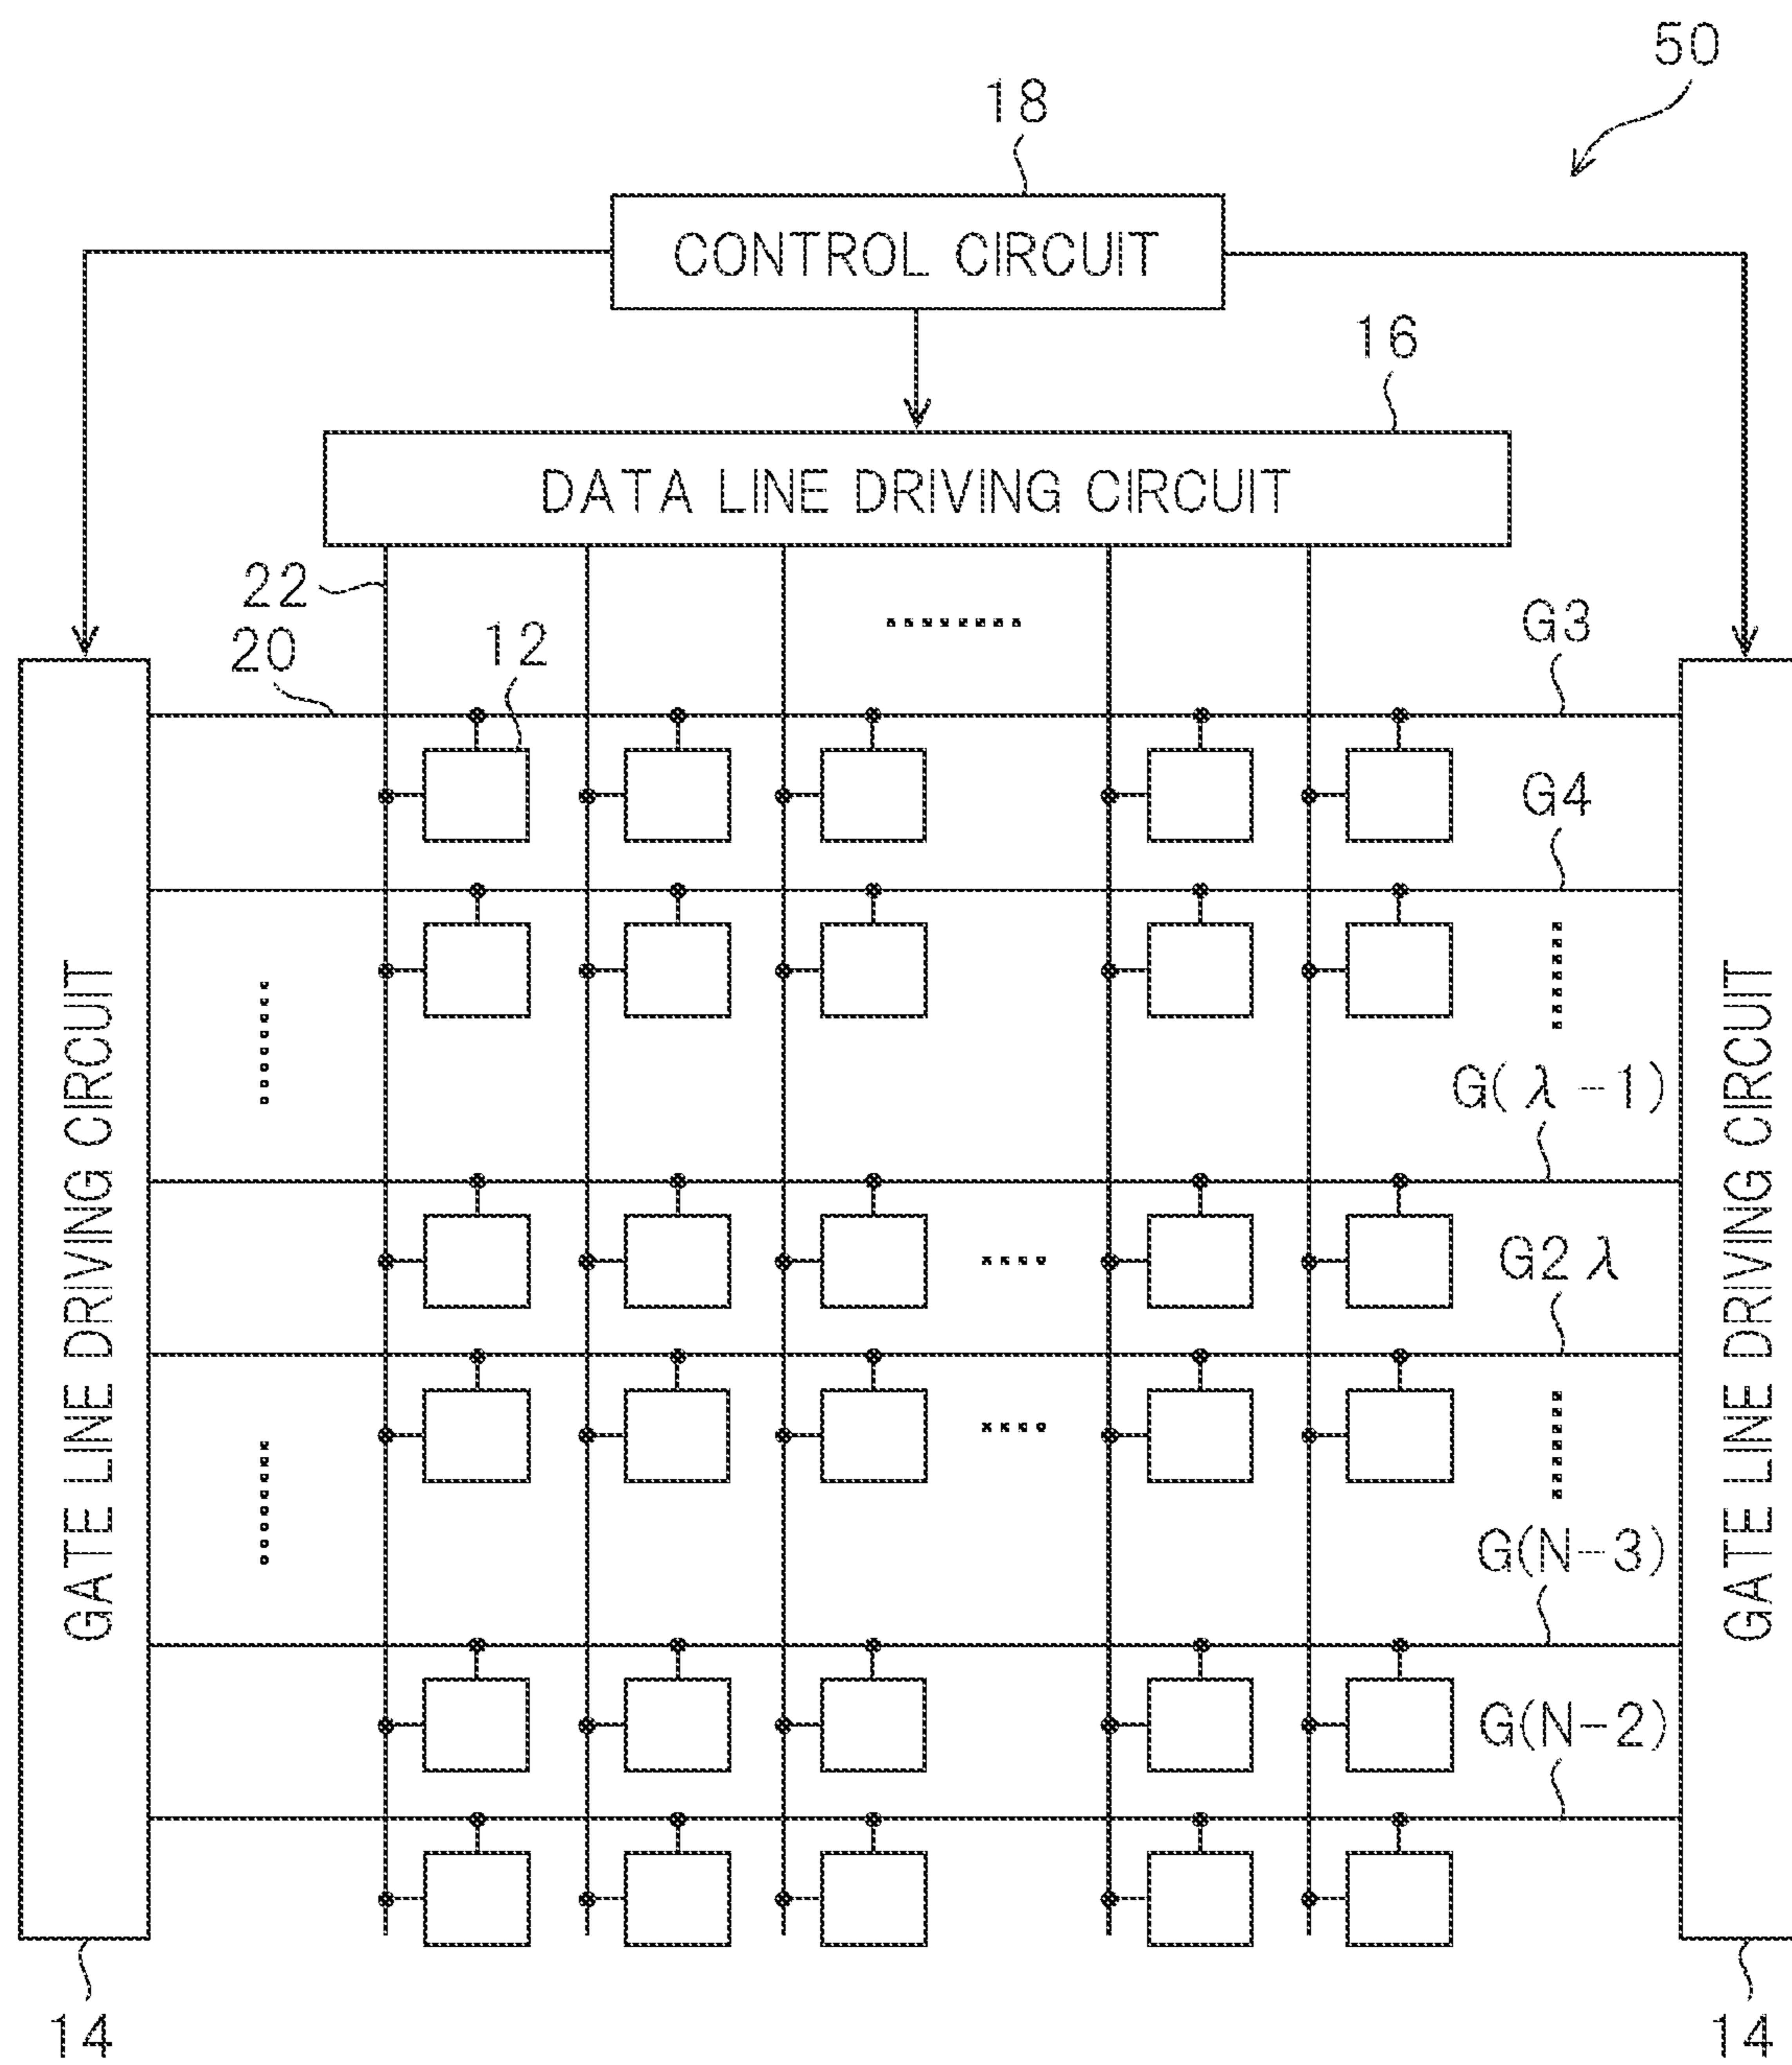 50
18
CONTROL CIRCUIT
16
DATA LINE DRIVING CIRCUIT
22
20
12
G3
G4
G(λ-1)
G2λ
G(N-3)
G(N-2)
GATE LINE DRIVING CIRCUIT
GATE LINE DRIVING CIRCUIT
14
14